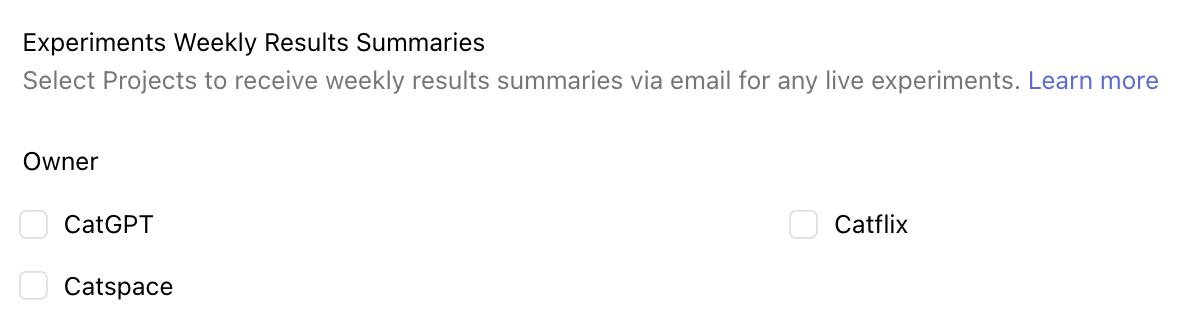 Experiments Weekly Results Summaries
Select Projects to receive weekly results summaries via email for any live experiments. Learn more
Owner
CatGPT
Catflix
Catspace